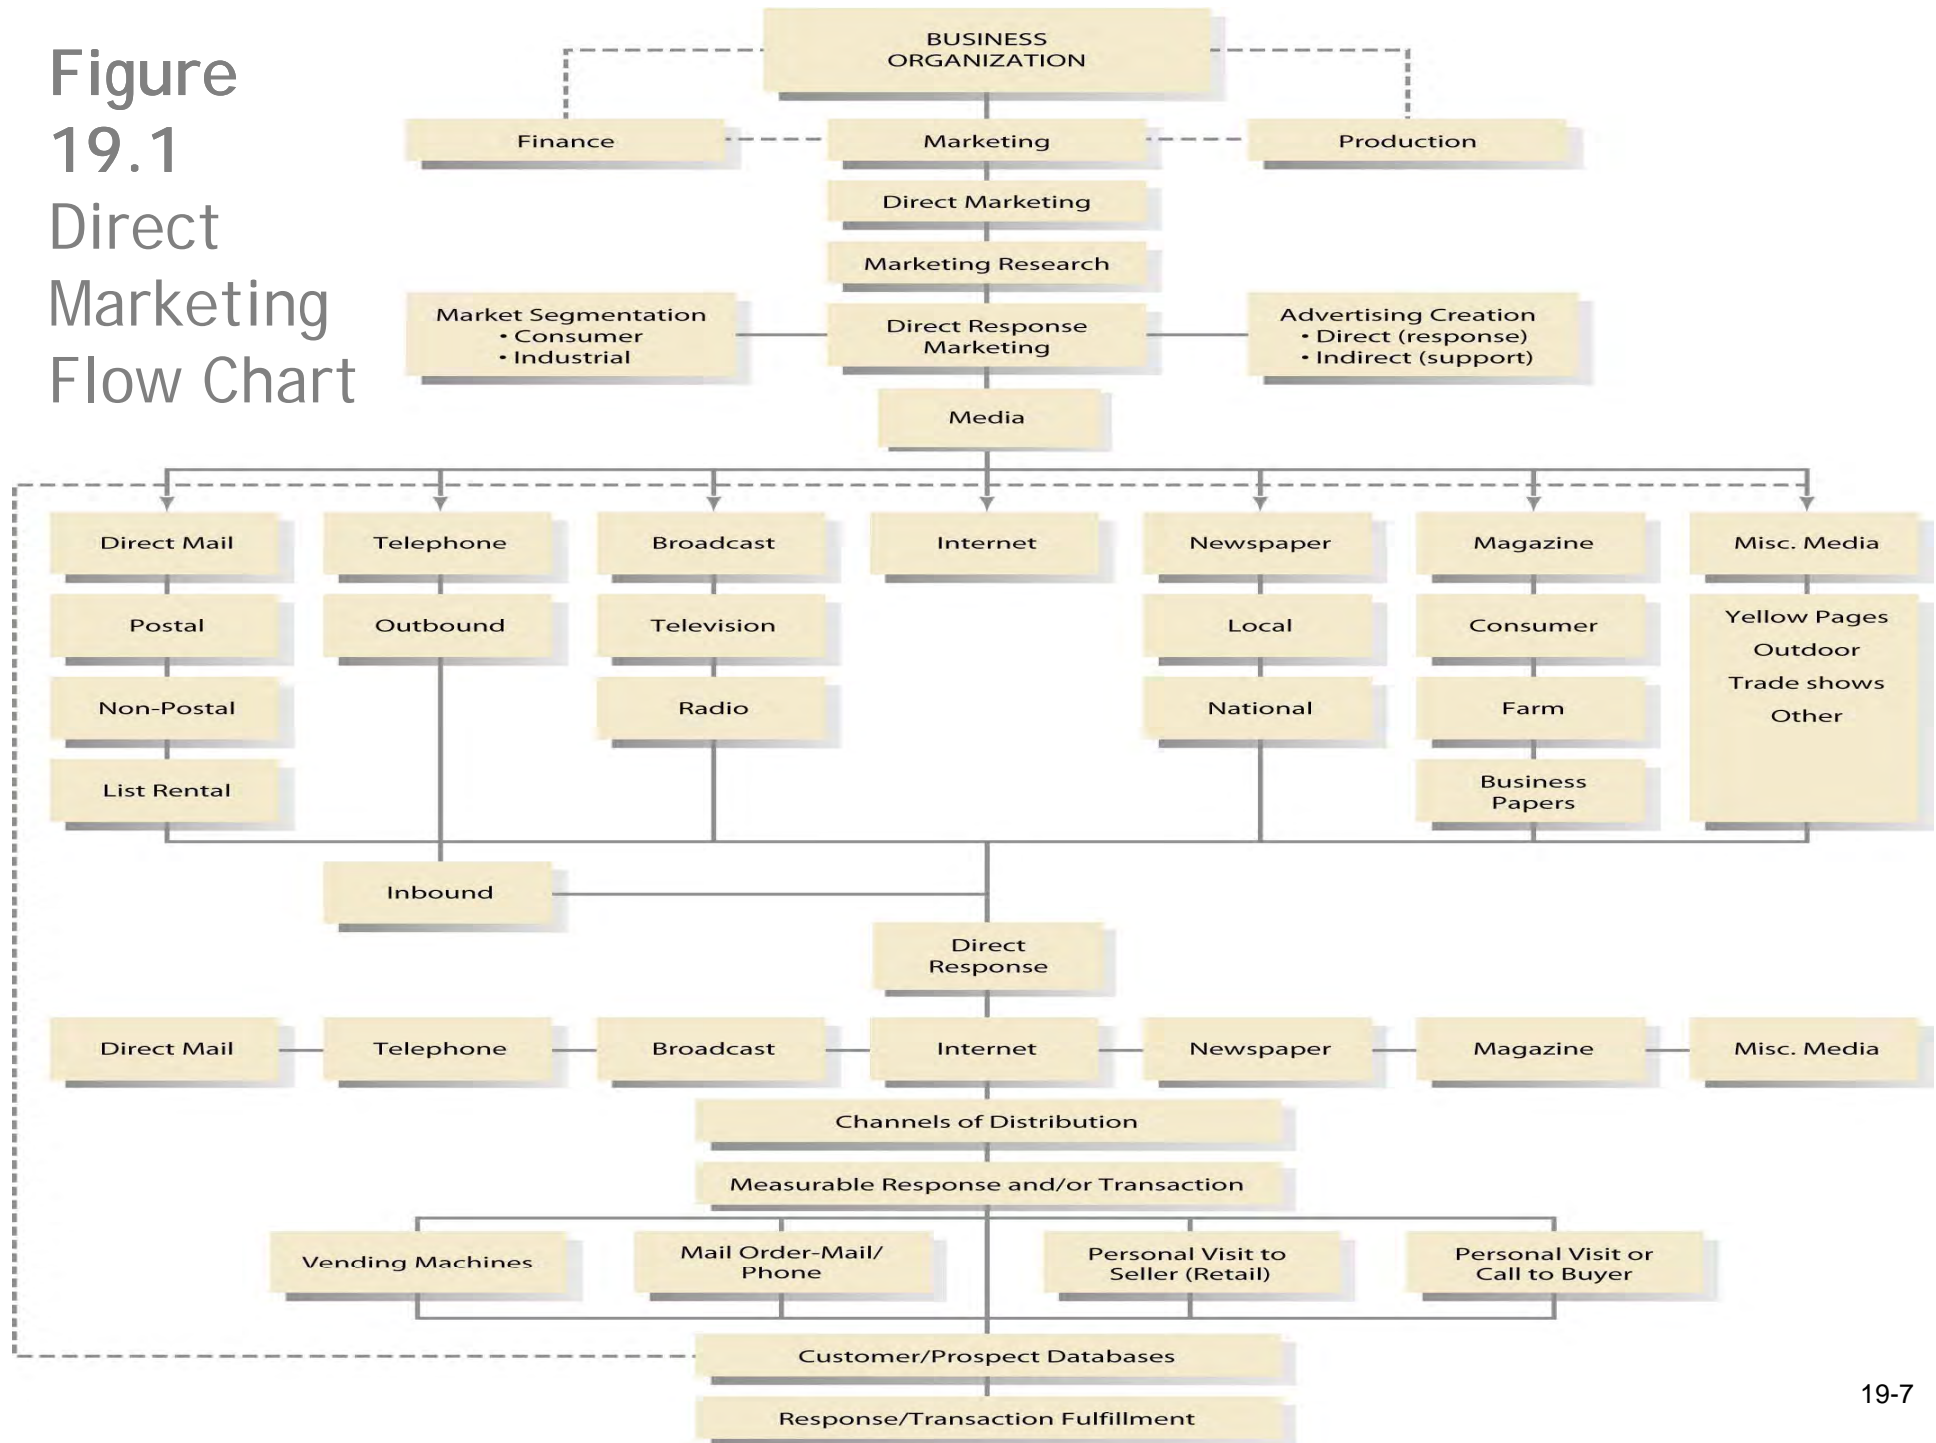 Figure
19.1
Direct
Marketing
Flow Chart
BUSINESS
ORGANIZATION
Finance
Marketing
Production
Direct Marketing
Marketing Research
Market Segmentation
• Consumer
• Industrial
Direct Response
Marketing
Advertising Creation
• Direct (response)
• Indirect (support)
Media
Direct Mail
Telephone
Broadcast
Internet
Newspaper
Magazine
Misc. Media
Postal
Outbound
Television
Local
Consumer
Yellow Pages
Outdoor
Trade shows
Other
Non-Postal
Radio
National
Farm
List Rental
Business
Papers
Inbound
Direct
Response
Direct Mail
Telephone
Broadcast
Internet
Newspaper
Magazine
Misc. Media
Channels of Distribution
Measurable Response and/or Transaction
Vending Machines
Mail Order-Mail/
Phone
Personal Visit to
Seller (Retail)
Personal Visit or
Call to Buyer
Customer/Prospect Databases
Response/Transaction Fulfillment
19-7